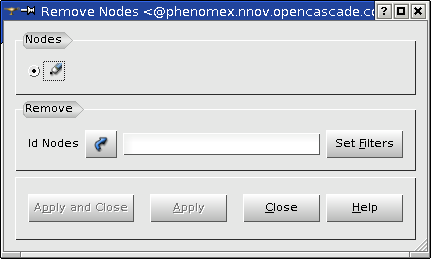 Remove Nodes <@phenomex.nnov.opencascade.co
Nodes
Remove
Id Nodes
Set Filters
Apply and Close
Apply
Close
Help